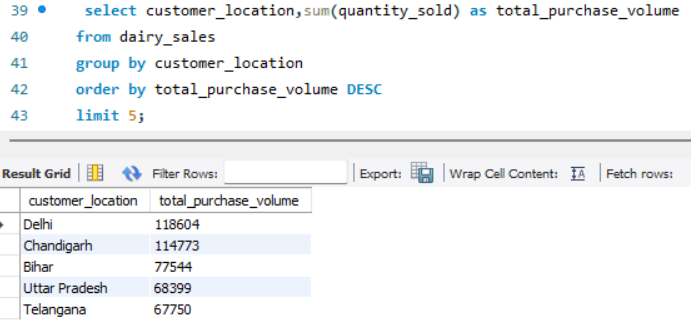 39 select customer_location,sum(quantity_sold) as total_purchase_volume
40 from dairy_sales
41 group by customer_location
42 order by total_purchase_volume DESC
43 limit 5;
Result Grid Filter Rows: Export: Wrap Cell Content: IA Fetch rows:
customer_location total_purchase_volume
Delhi 118604
Chandigarh 114773
Bihar 77544
Uttar Pradesh 68399
Telangana 67750